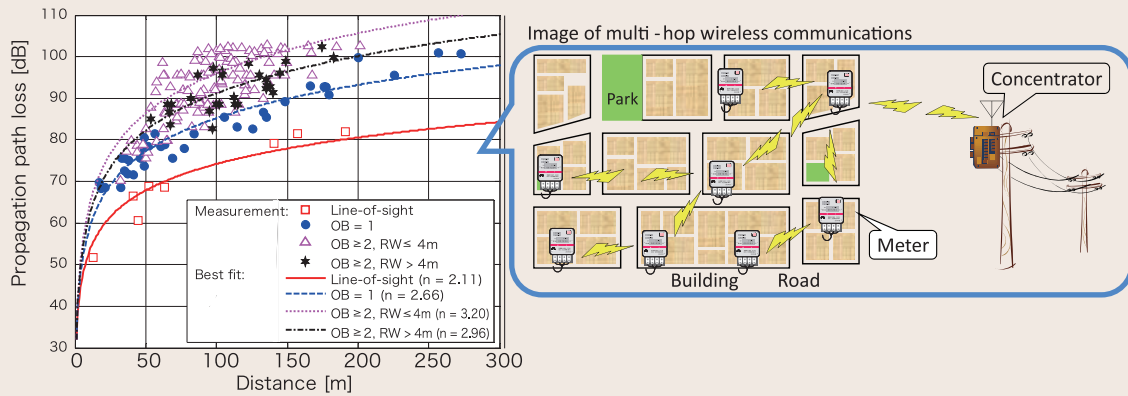 Propagation path loss [dB]
110
100
90
80
70
60
50
40
30
0
50
100
150
200
250
300
Distance [m]
Measurement:
Line-of-sight
OB = 1
OB ≥ 2, RW ≤ 4m
OB ≥ 2, RW > 4m
Best fit:
Line-of-sight (n = 2.11)
OB = 1 (n = 2.66)
OB ≥ 2, RW ≤ 4m (n = 3.20)
OB ≥ 2, RW > 4m (n = 2.96)
Image of multi -hop wireless communications
Park
Concentrator
Meter
Building
Road